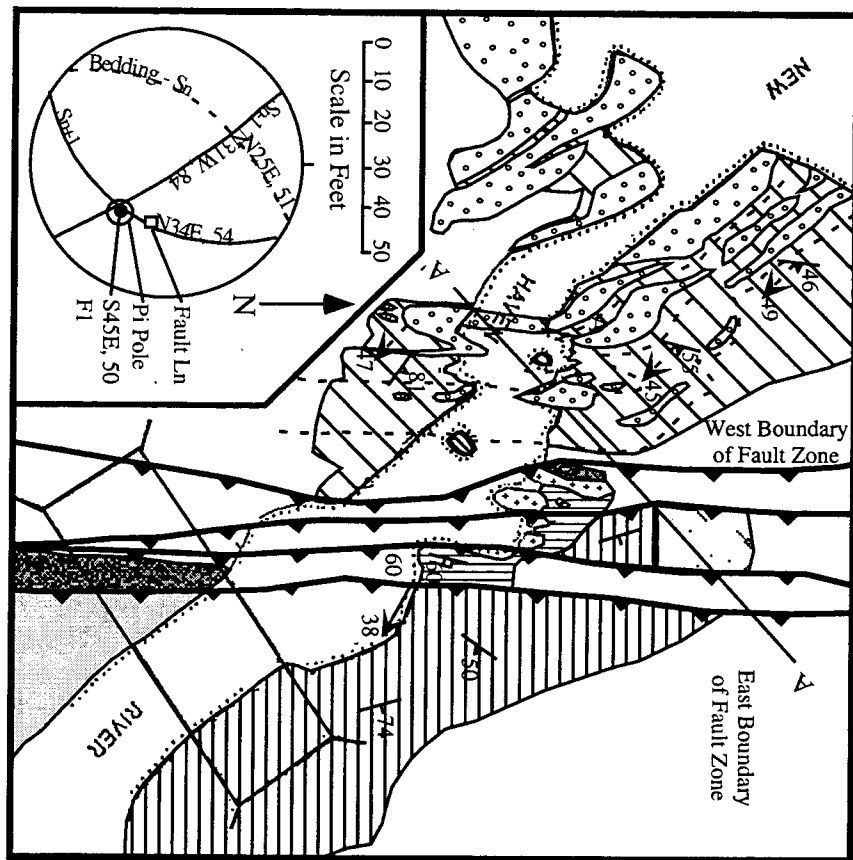 NEW
HAVEN
RIVER
0 10 20 30 40 50
Scale in Feet
Bedding - Sn
N25E, 51
N31W, 84
Sn+1
N34E, 54
Fault Ln
Pi Pole
S45E, 50
F1
N
A'
A
46
49
55
45
47
81
60
60
38
50
74
West Boundary
of Fault Zone
East Boundary
of Fault Zone